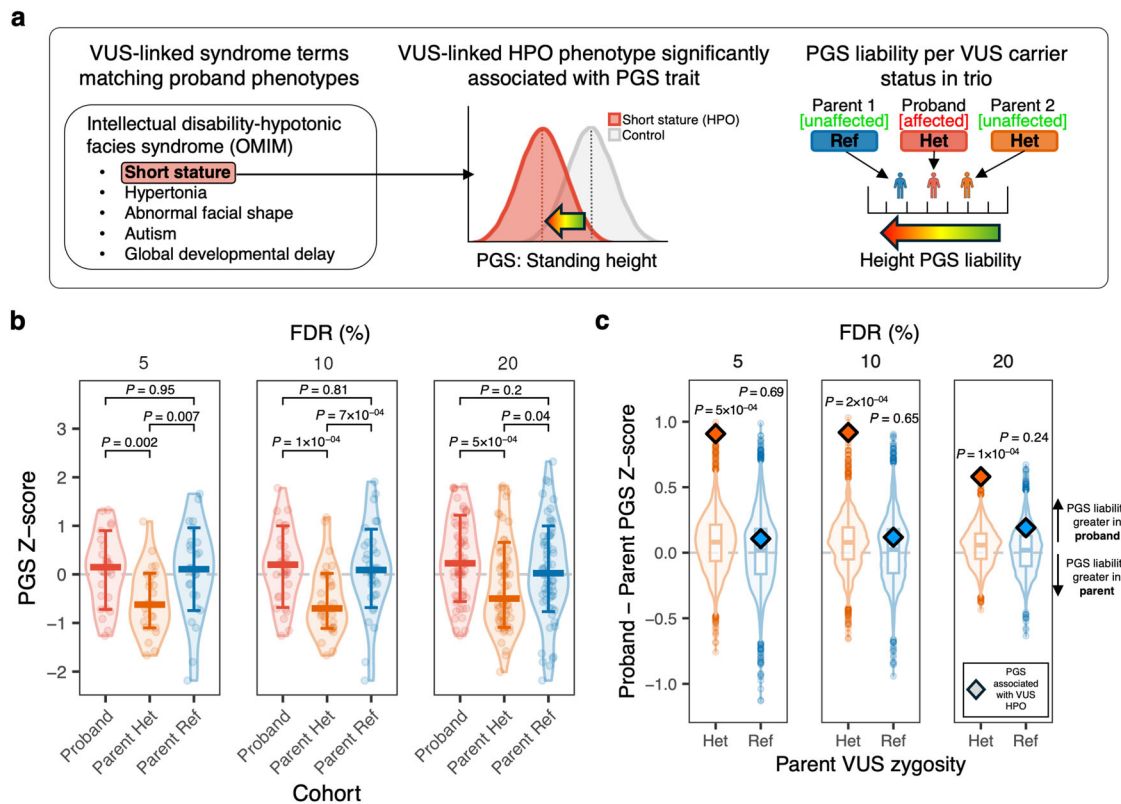 a
VUS-linked syndrome terms
matching proband phenotypes
Intellectual disability-hypotonic
facies syndrome (OMIM)
• Short stature
• Hypertonia
• Abnormal facial shape
• Autism
• Global developmental delay
VUS-linked HPO phenotype significantly
associated with PGS trait
Short stature (HPO)
Control
PGS: Standing height
PGS liability per VUS carrier
status in trio
Parent 1 Proband Parent 2
[unaffected] [affected] [unaffected]
Ref Het Het
Height PGS liability
b
FDR (%)
5 10 20
P = 0.95 P = 0.81 P = 0.2
P = 0.007 P = 7×10⁻⁰⁴ P = 0.04
P = 0.002 P = 1×10⁻⁰⁴ P = 5×10⁻⁰⁴
PGS Z-score
3
2
1
0
−1
−2
Proband Parent Het Parent Ref Proband Parent Het Parent Ref Proband Parent Het Parent Ref
Cohort
c
FDR (%)
5 10 20
P = 0.69
P = 5×10⁻⁰⁴ P = 2×10⁻⁰⁴
P = 0.65
P = 0.24
P = 1×10⁻⁰⁴
Proband – Parent PGS Z-score
1.0
0.5
0.0
−0.5
−1.0
PGS liability
greater in
proband
PGS liability
greater in
parent
PGS
associated
with VUS
HPO
Het Ref Het Ref Het Ref
Parent VUS zygosity